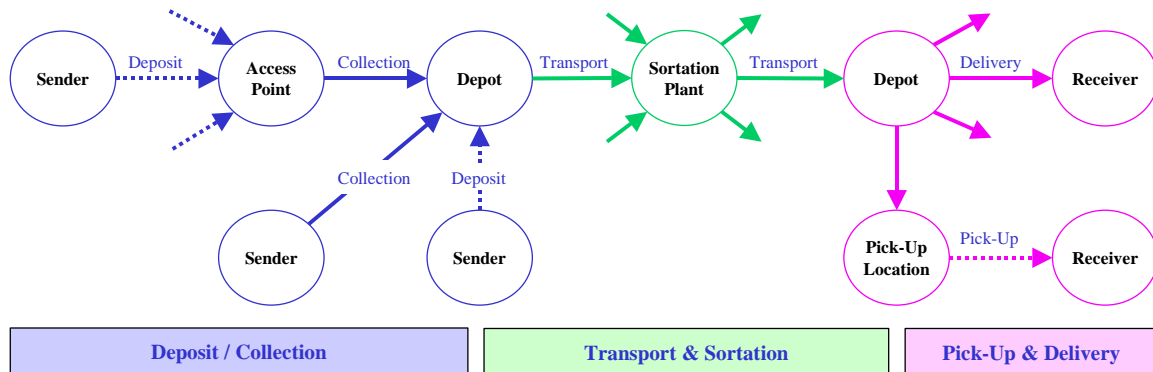 Sender
Deposit
Access
Point
Collection
Depot
Transport
Sortation
Plant
Transport
Depot
Delivery
Receiver
Collection
Deposit
Sender
Sender
Pick-Up
Location
Pick-Up
Receiver
Deposit / Collection
Transport & Sortation
Pick-Up & Delivery